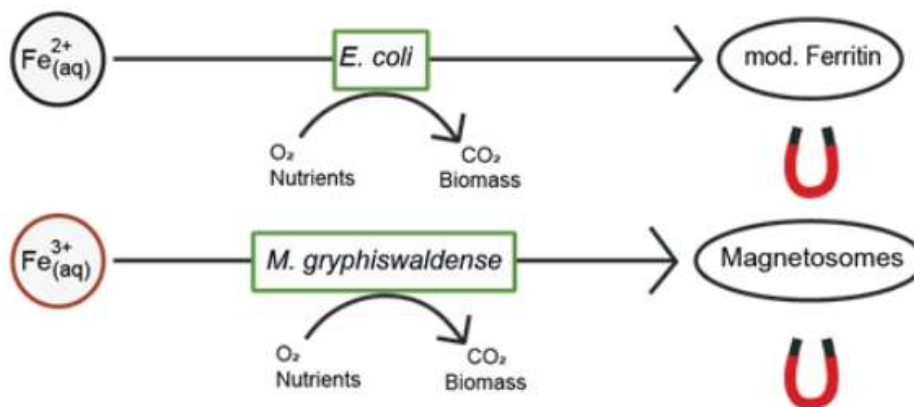 Fe²⁺(aq)
E. coli
mod. Ferritin
O₂
Nutrients
CO₂
Biomass
Fe³⁺(aq)
M. gryphiswaldense
Magnetosomes
O₂
Nutrients
CO₂
Biomass